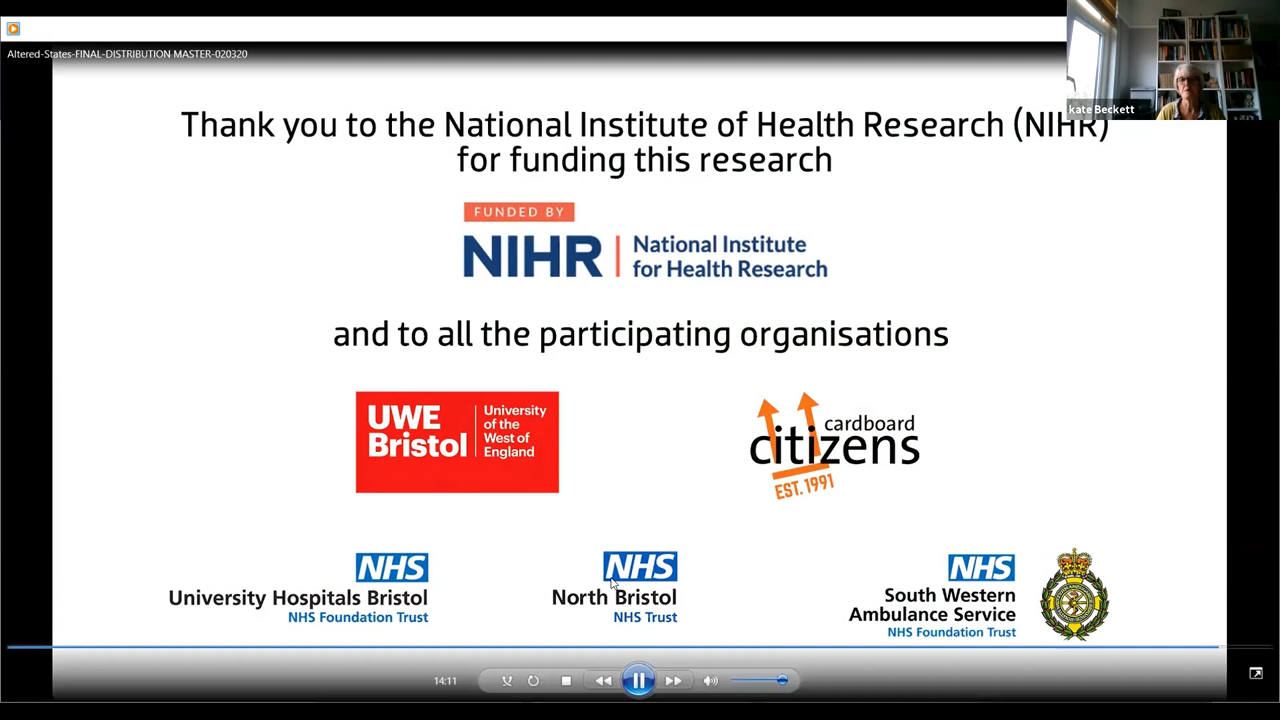 Altered-States-FINAL-DISTRIBUTION MASTER-020320
kate Beckett
Thank you to the National Institute of Health Research (NIHR)
for funding this research
FUNDED BY
NIHR
National Institute
for Health Research
and to all the participating organisations
UWE
Bristol
University
of the
West of
England
cardboard
citizens
EST. 1991
NHS
University Hospitals Bristol
NHS Foundation Trust
NHS
North Bristol
NHS Trust
NHS
South Western
Ambulance Service
NHS Foundation Trust
14:11